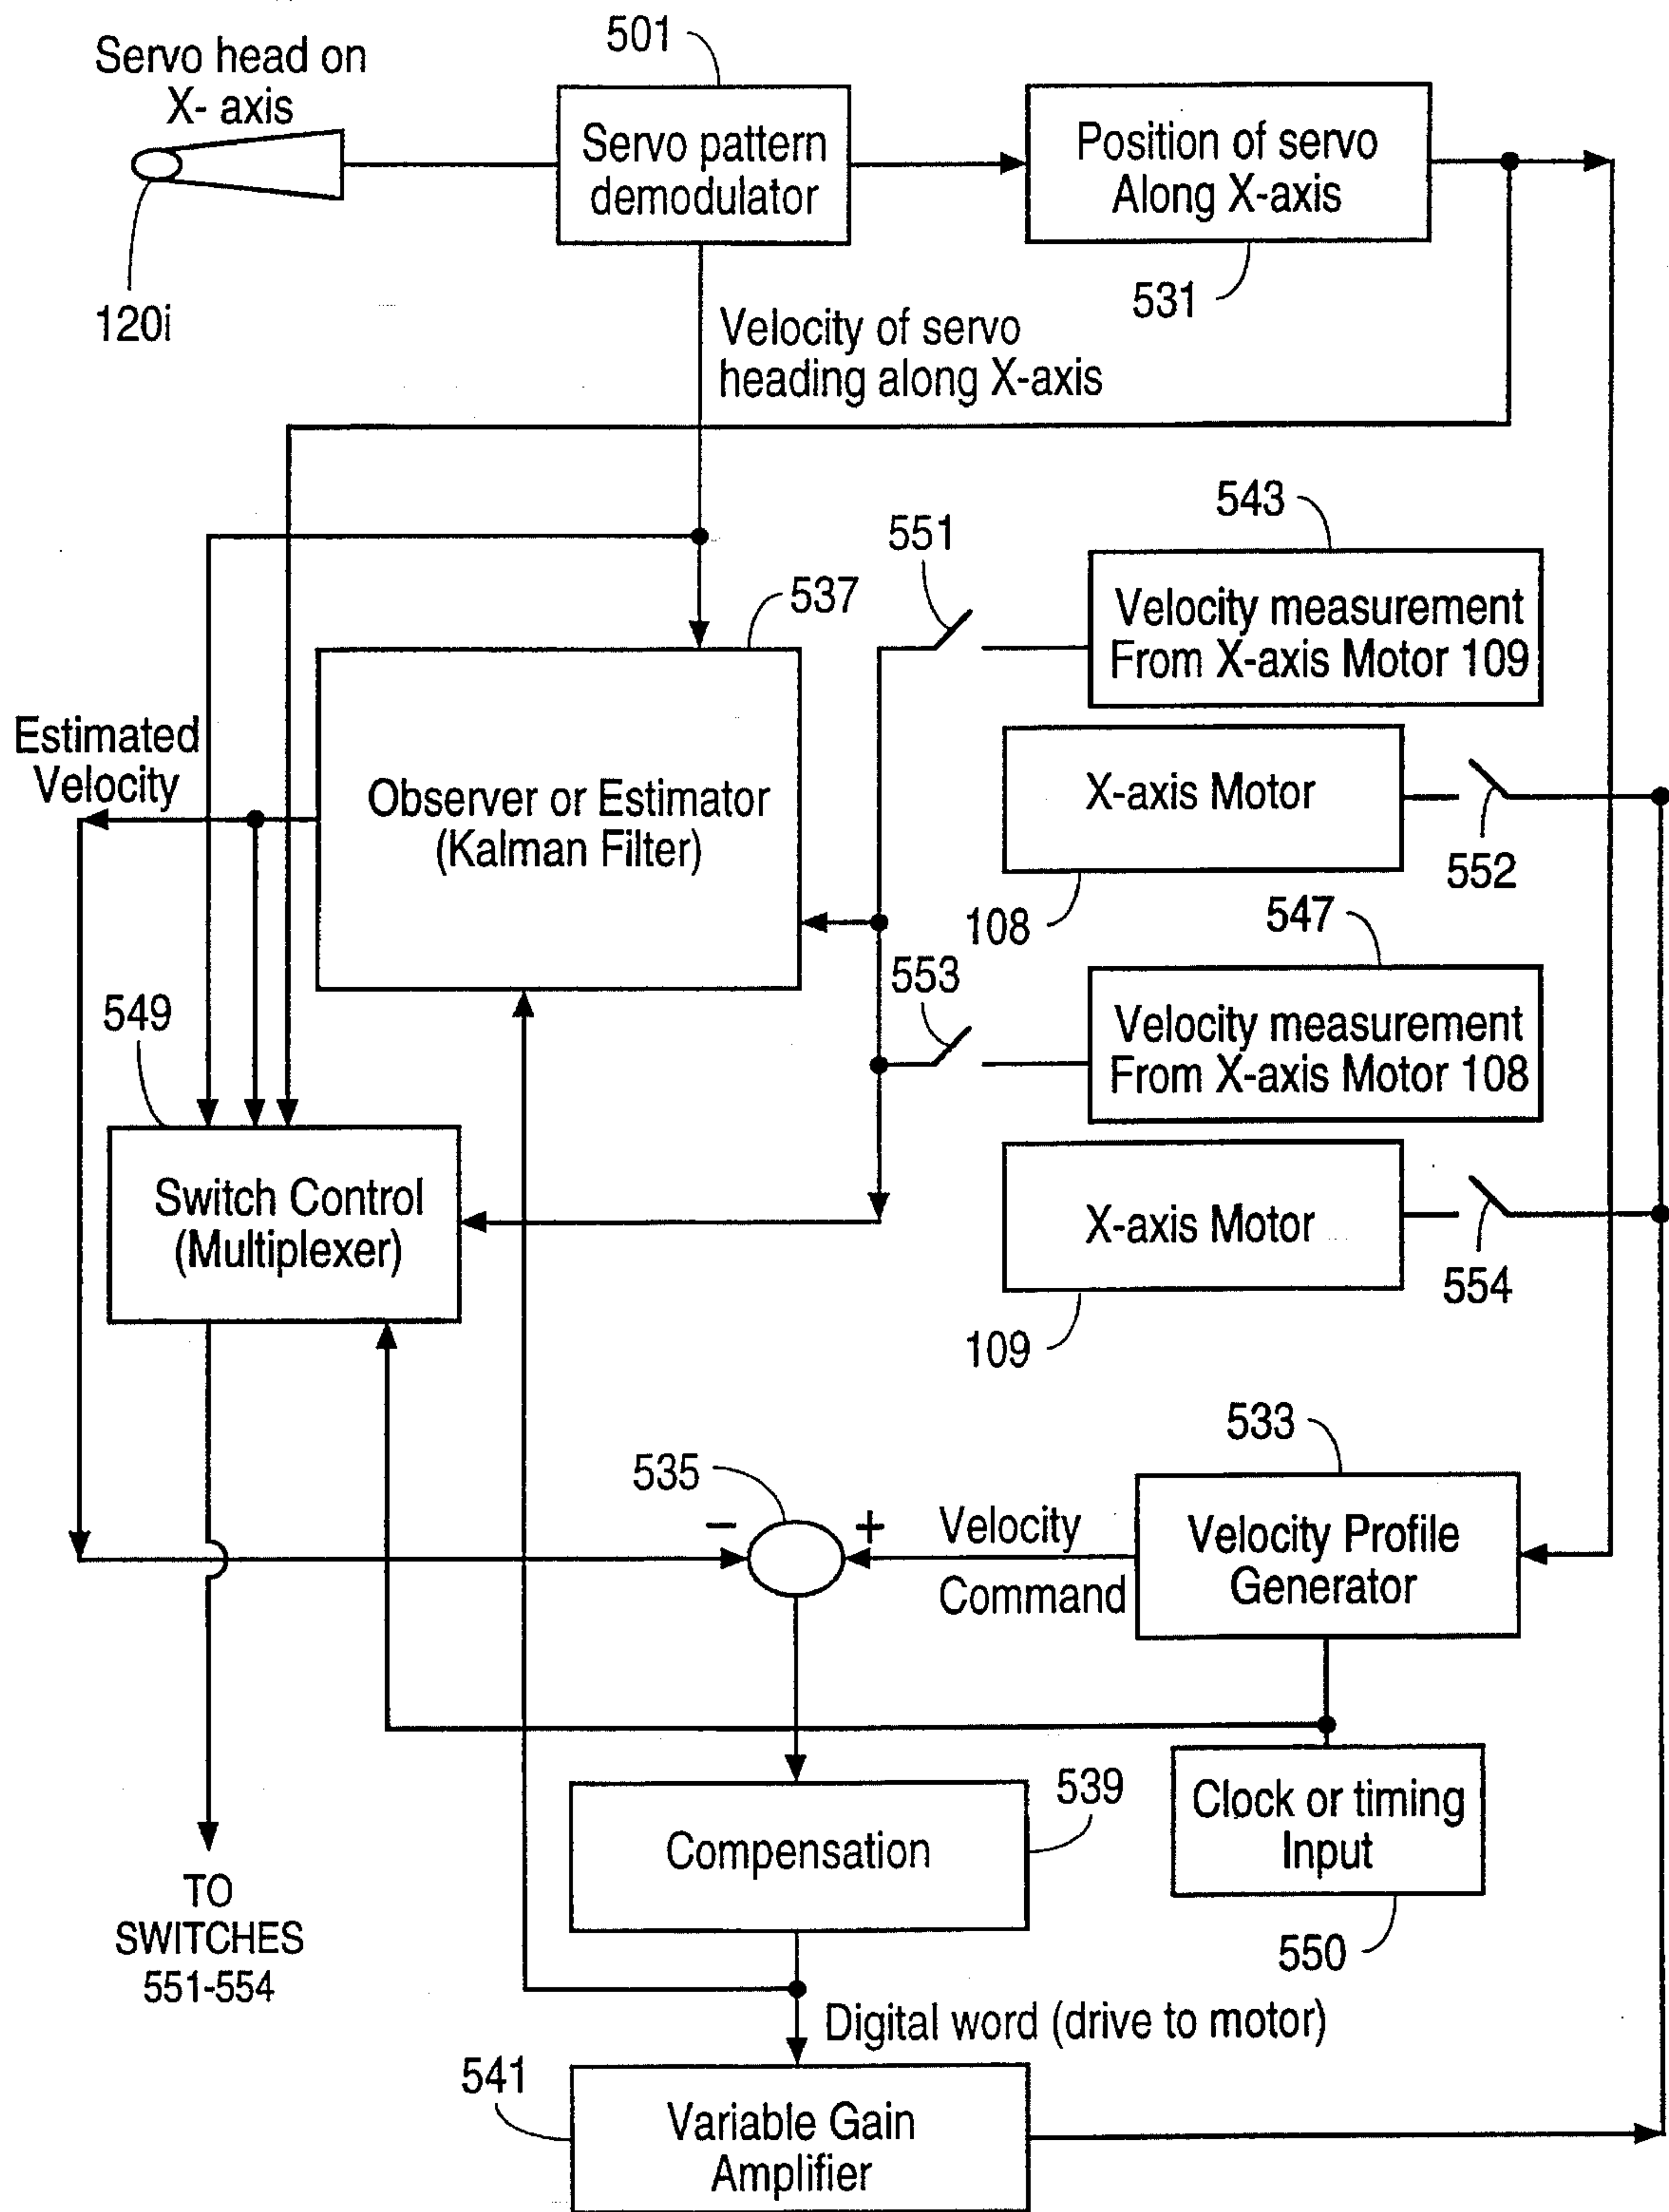 501
Servo head on
X- axis
Servo pattern
demodulator
Position of servo
Along X-axis
120i
531
Velocity of servo
heading along X-axis
543
551
537
Velocity measurement
From X-axis Motor 109
Estimated
Velocity
Observer or Estimator
(Kalman Filter)
X-axis Motor
552
108
547
553
549
Velocity measurement
From X-axis Motor 108
Switch Control
(Multiplexer)
X-axis Motor
554
109
533
535
−
+
Velocity
Command
Velocity Profile
Generator
539
Compensation
Clock or timing
Input
TO
SWITCHES
551-554
550
Digital word (drive to motor)
541
Variable Gain
Amplifier